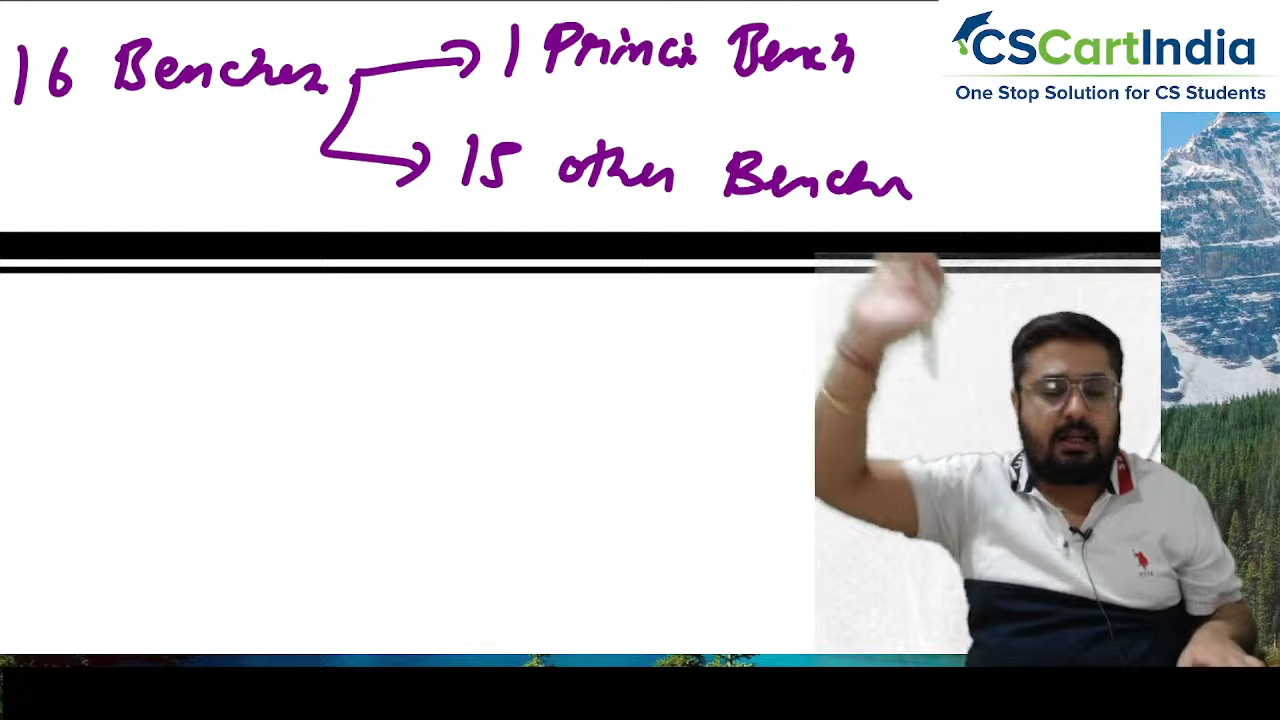 16 Benches
1 Princi Bench
15 other Benches
CSCartIndia
One Stop Solution for CS Students